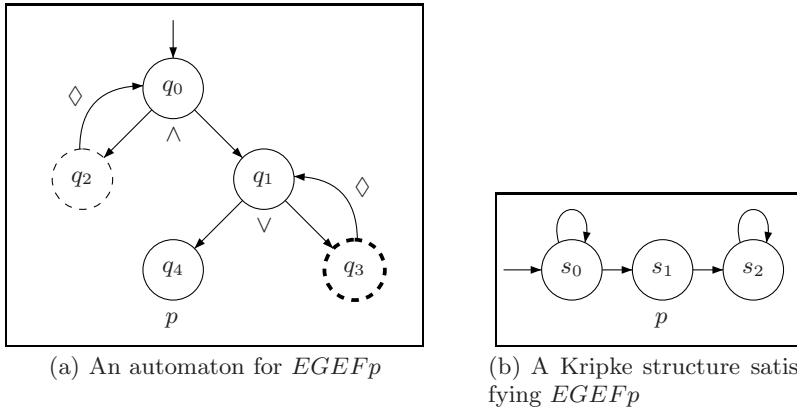 ◇
q0
∧
q2
q1
◇
∨
q4
q3
p
(a) An automaton for EGEFp
s0
s1
s2
p
(b) A Kripke structure satis-
fying EGEFp